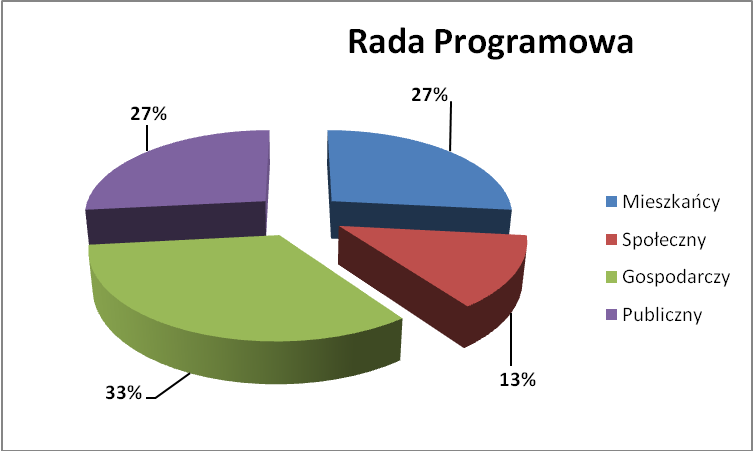 Rada Programowa
27%
27%
Mieszkańcy
Społeczny
Gospodarczy
Publiczny
13%
33%